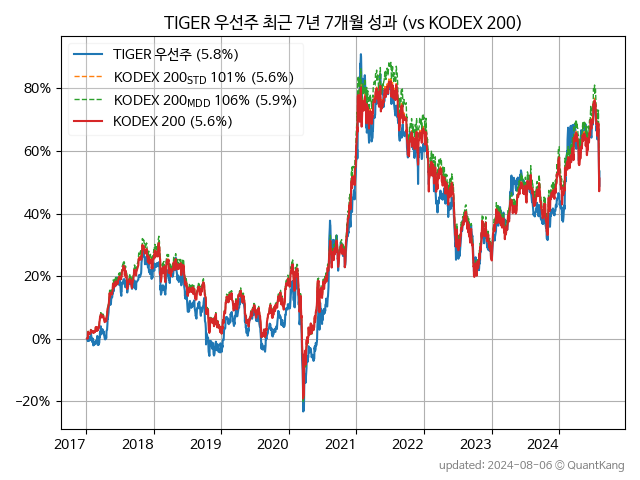 TIGER 우선주 최근 7년 7개월 성과 (vs KODEX 200)
TIGER 우선주 (5.8%)
KODEX 200STD 101% (5.6%)
KODEX 200MDD 106% (5.9%)
KODEX 200 (5.6%)
80%
60%
40%
20%
0%
−20%
2017 2018 2019 2020 2021 2022 2023 2024
updated: 2024-08-06 © QuantKang